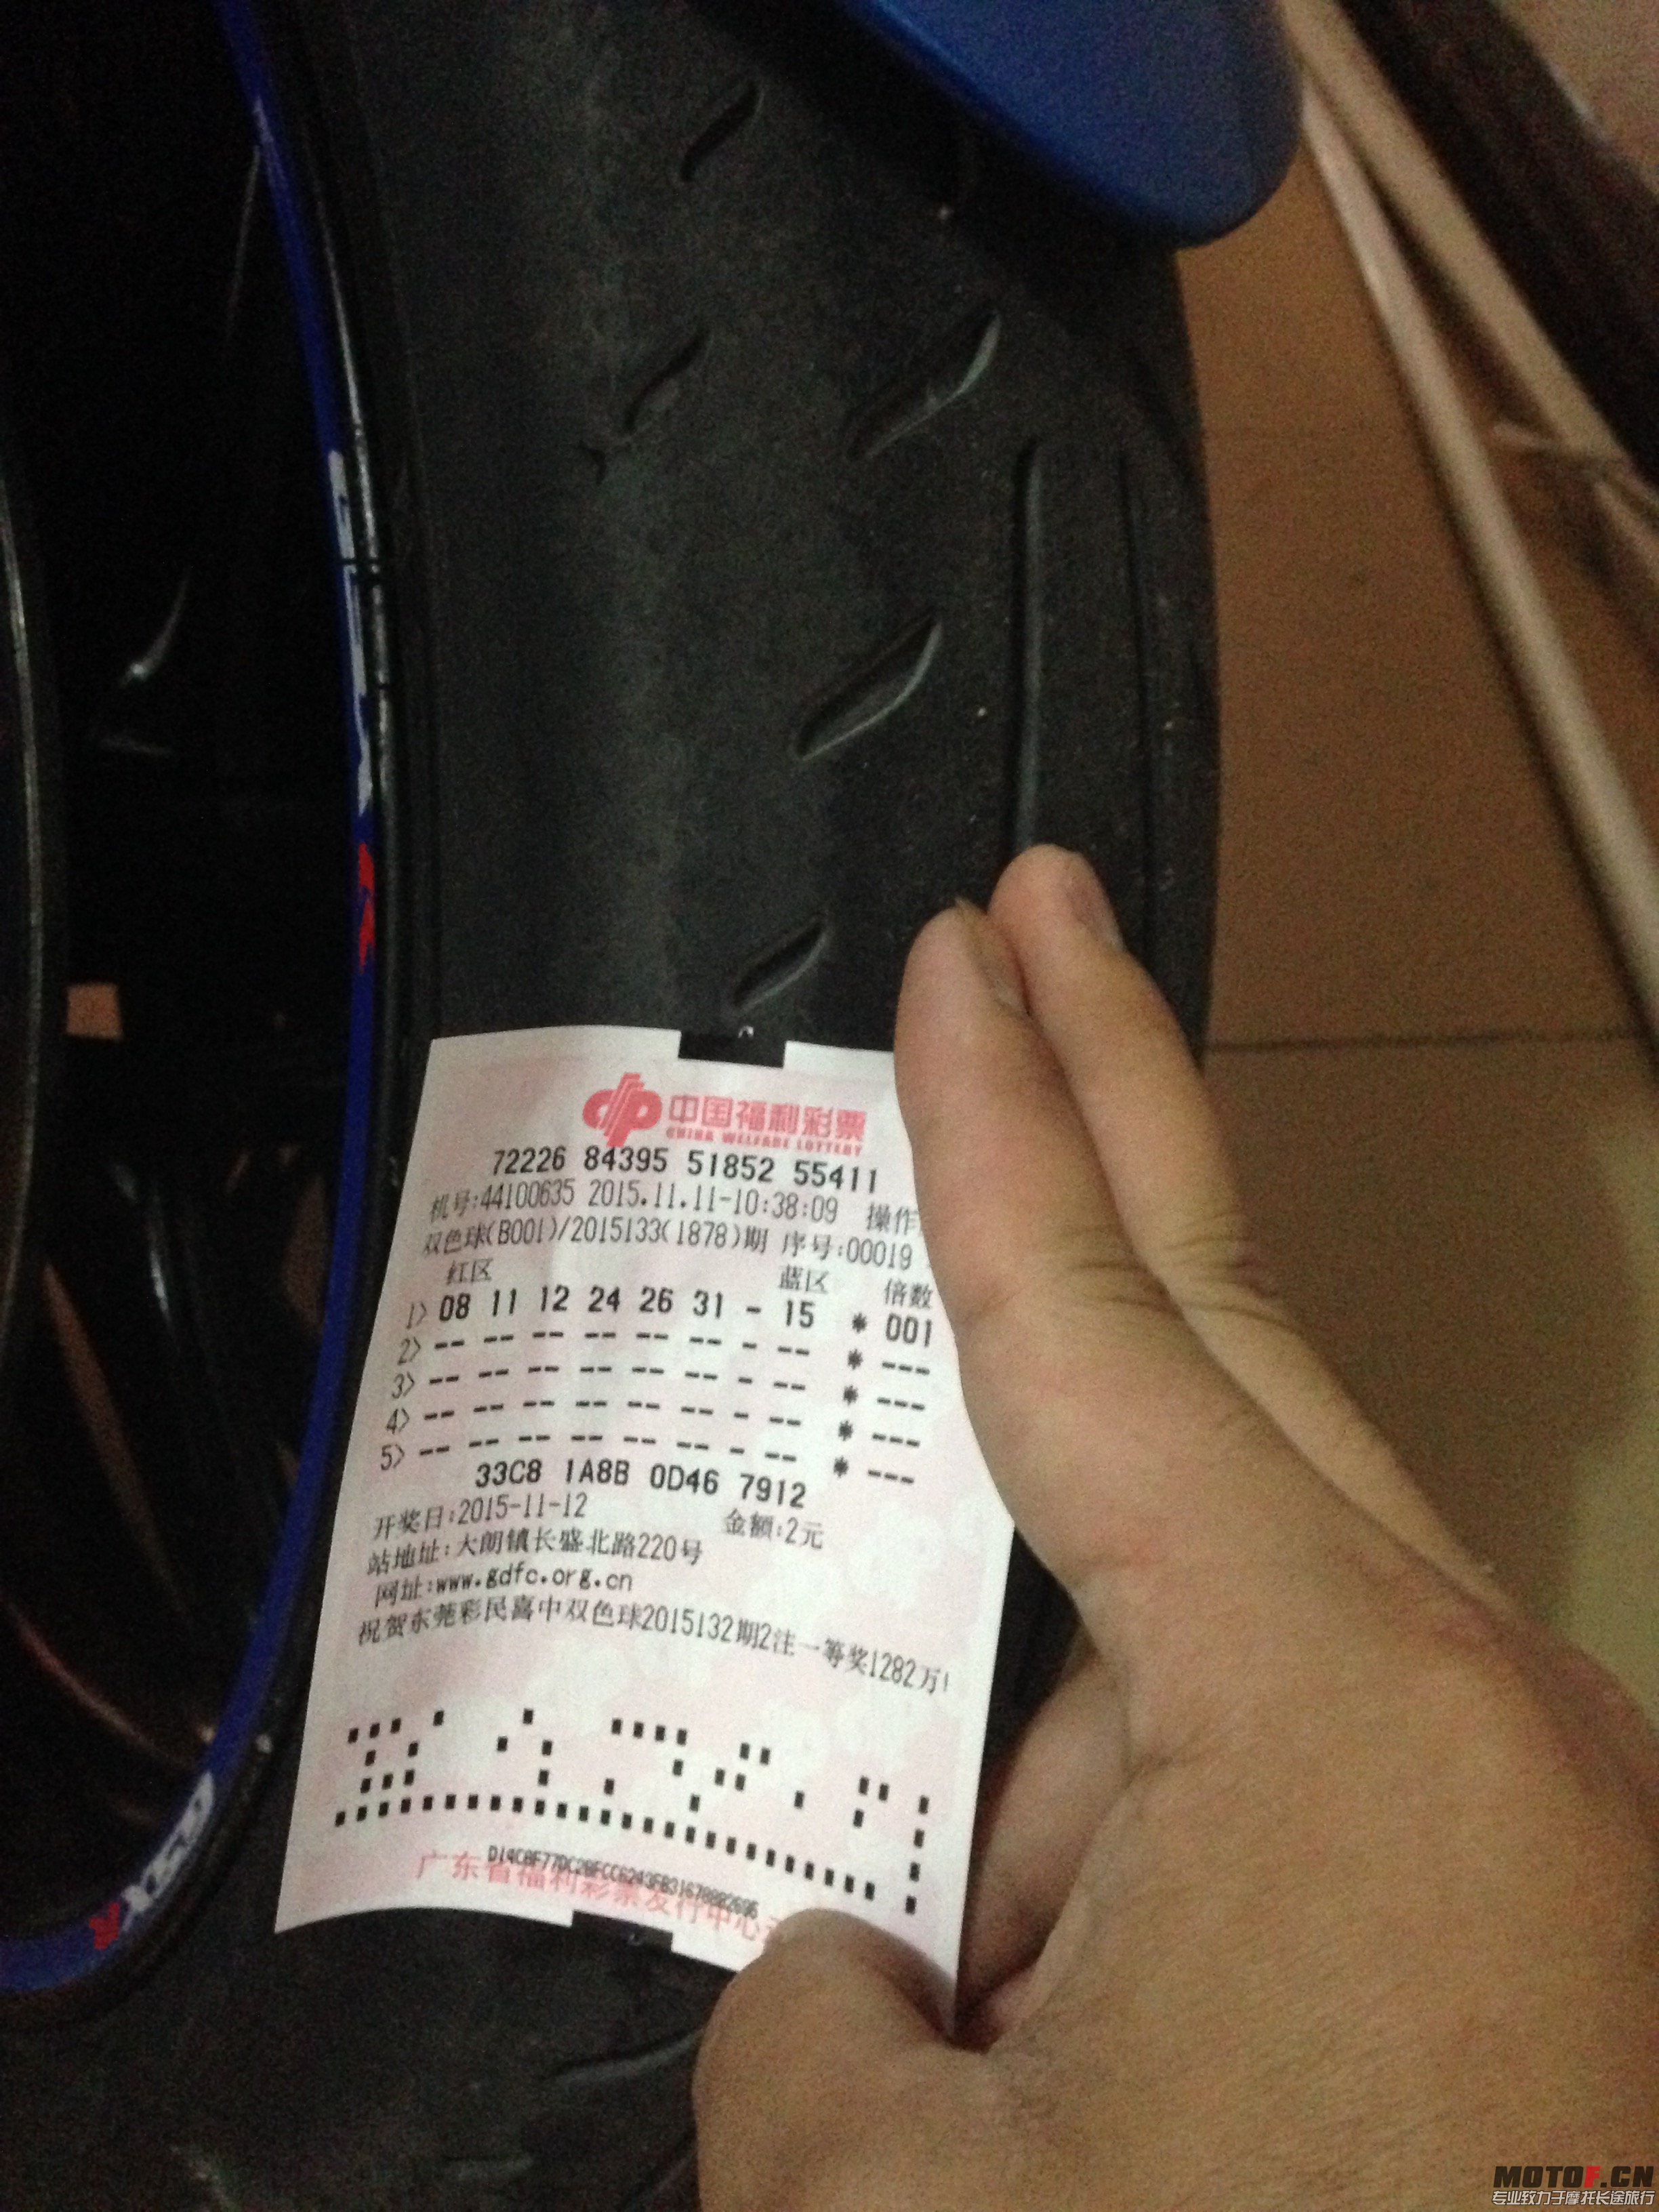 中国福利彩票
CHINA WELFARE LOTTERY
72226 84395 51852 55411
机号:44100635 2015.11.11-10:38:09 操作
双色球(B001)/2015133(1878)期 序号:00019
红区 蓝区 倍数
1> 08 11 12 24 26 31 - 15 * 001
2> -- -- -- -- -- -- - -- * ---
3> -- -- -- -- -- -- - -- * ---
4> -- -- -- -- -- -- - -- * ---
5> -- -- -- -- -- -- - -- * ---
33C8 1A8B 0D46 7912
开奖日:2015-11-12 金额:2元
站地址:大朗镇长盛北路220号
网址:www.gdfc.org.cn
祝贺东莞彩民喜中双色球2015132期2注一等奖1282万!
广东省福利彩票发行中心
MOTOF.CN
专业致力于摩托长途旅行